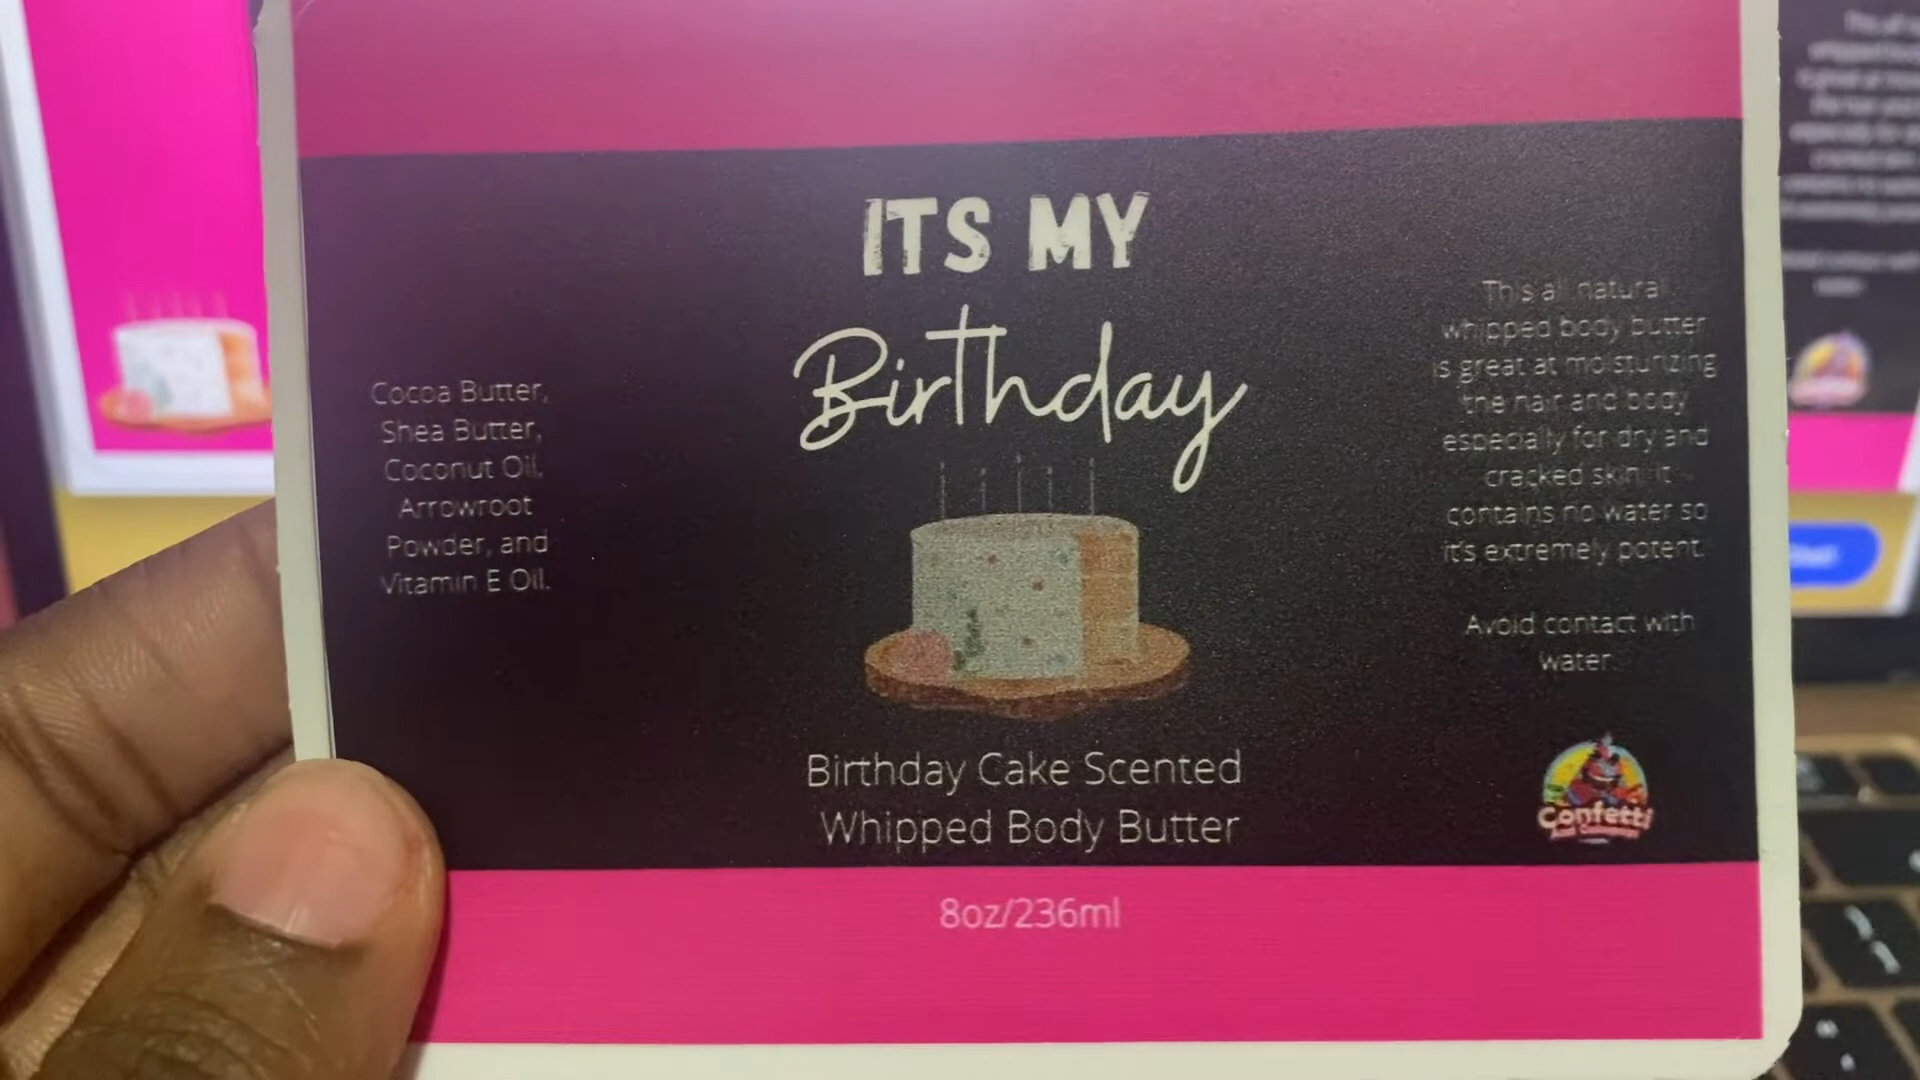 ITS MY
Birthday
Cocoa Butter,
Shea Butter,
Coconut Oil,
Arrowroot
Powder, and
Vitamin E Oil.
This all natural
whipped body butter
is great at moisturizing
the hair and body
especially for dry and
cracked skin. It
contains no water so
it's extremely potent.
Avoid contact with
water.
Birthday Cake Scented
Whipped Body Butter
Confetti
8oz/236ml